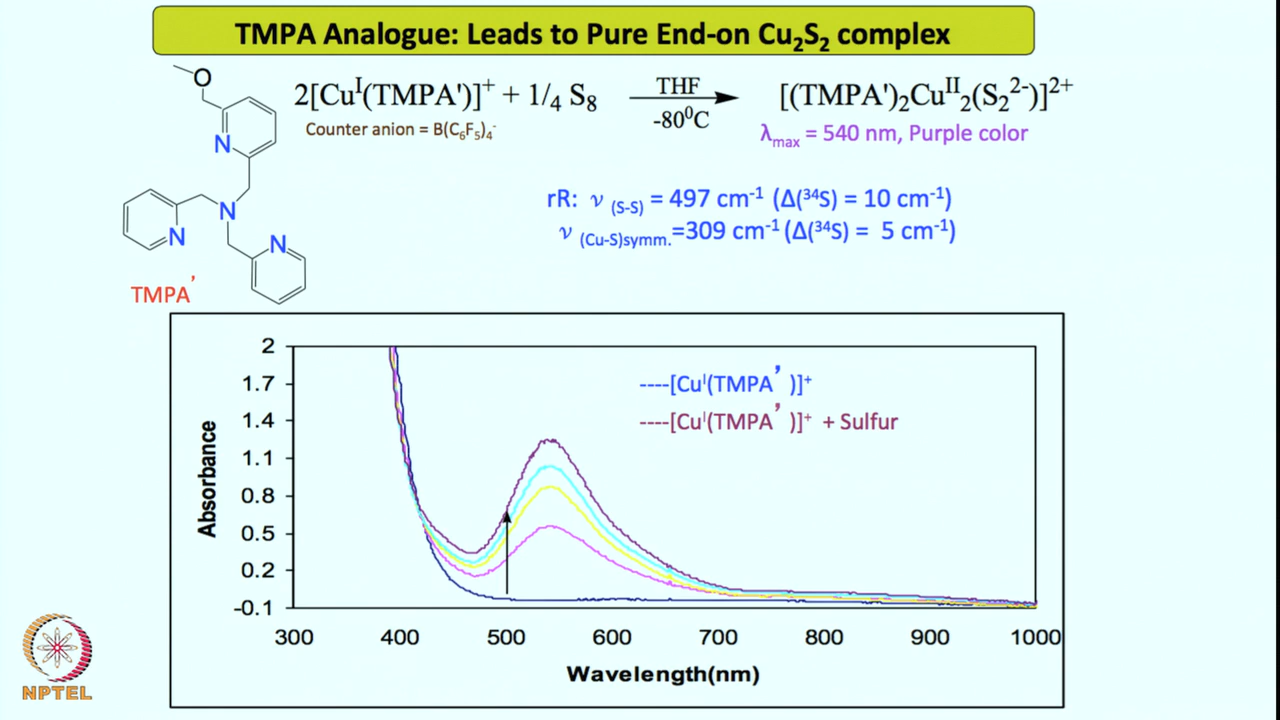 TMPA Analogue: Leads to Pure End-on Cu₂S₂ complex
O
N
N
N
N
TMPA'
2[Cuᴵ(TMPA')]⁺ + 1/4 S₈ THF -80⁰C [(TMPA')₂Cuᴵᴵ₂(S₂²⁻)]²⁺
Counter anion = B(C₆F₅)₄⁻
λmax = 540 nm, Purple color
rR: ν (S-S) = 497 cm⁻¹ (Δ(³⁴S) = 10 cm⁻¹)
ν (Cu-S)symm.=309 cm⁻¹ (Δ(³⁴S) = 5 cm⁻¹)
----[Cuᴵ(TMPA' )]⁺
----[Cuᴵ(TMPA' )]⁺ + Sulfur
Absorbance
2
1.7
1.4
1.1
0.8
0.5
0.2
-0.1
300 400 500 600 700 800 900 1000
Wavelength(nm)
NPTEL